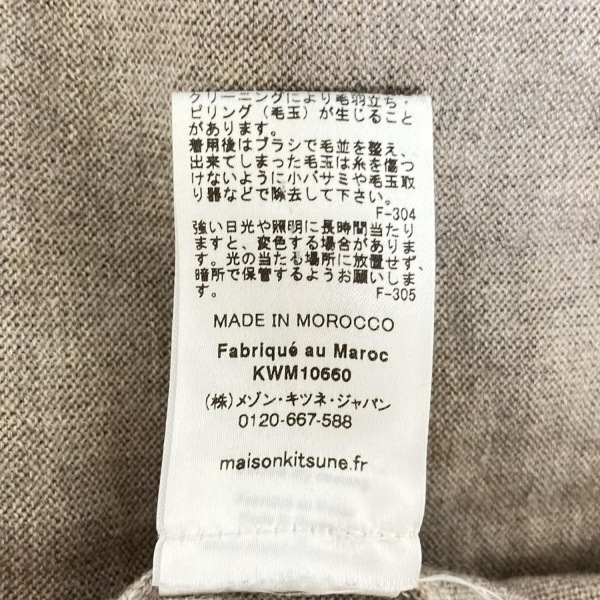 クリーニングにより毛羽立ち・
ピリング（毛玉）が生じること
があります。
着用後はブラシで毛並を整え、
出来てしまった毛玉は糸を傷つ
けないように小バサミや毛玉取
り器などで除去して下さい。
F-304
強い日光や照明に長時間当たり
ますと、変色する場合がありま
す。光の当たる場所に放置せず、
暗所で保管するようお願いしま
す。 F-305
MADE IN MOROCCO
Fabriqué au Maroc
KWM10660
（株）メゾン・キツネ・ジャパン
0120-667-588
maisonkitsune.fr